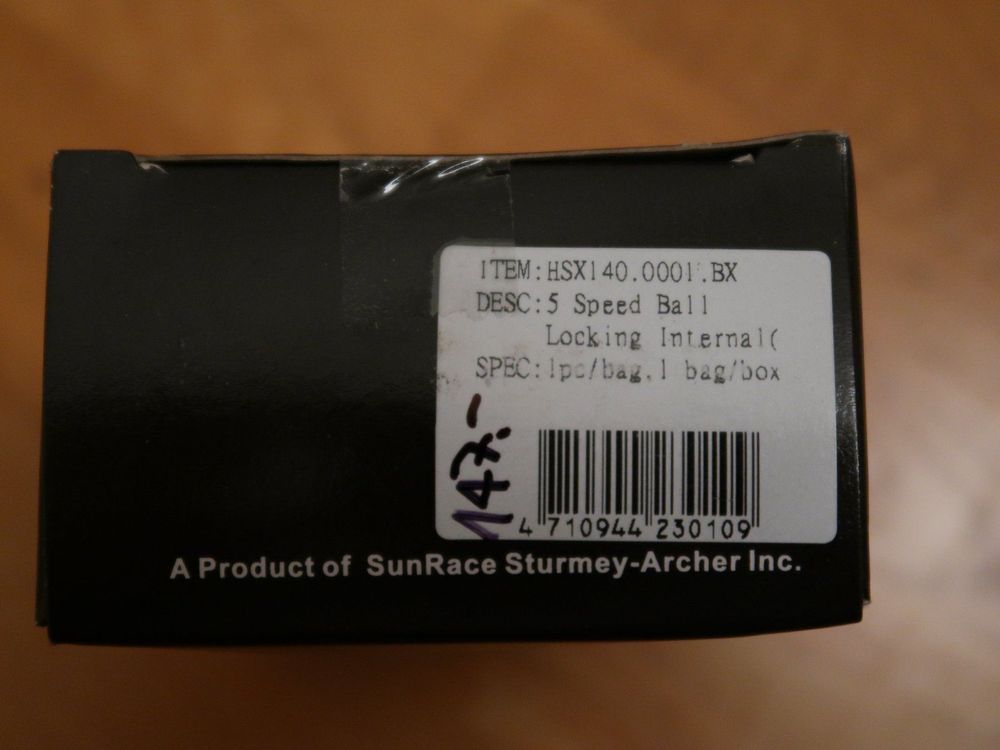 ITEM:HSX140.0001.BX
DESC:5 Speed Ball
Locking Internal(
SPEC:1pc/bag,1 bag/box
147.-
4 710944 230109
A Product of SunRace Sturmey-Archer Inc.